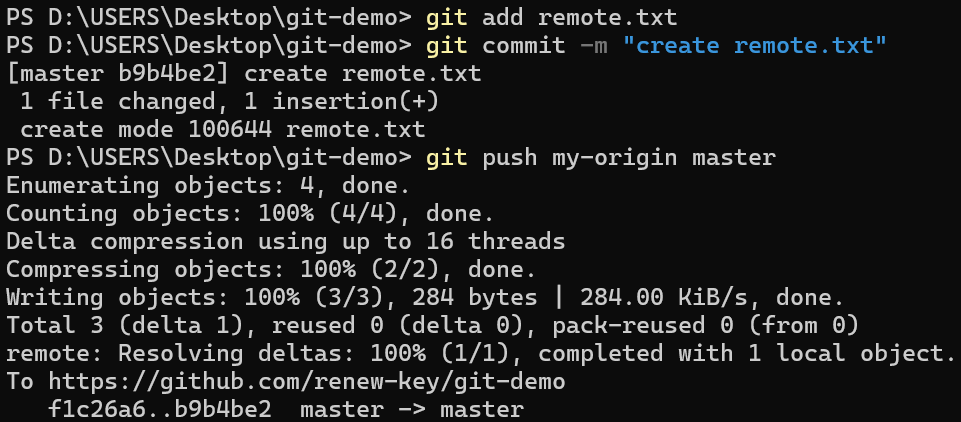 PS D:\USERS\Desktop\git-demo> git add remote.txt
PS D:\USERS\Desktop\git-demo> git commit -m "create remote.txt"
[master b9b4be2] create remote.txt
 1 file changed, 1 insertion(+)
 create mode 100644 remote.txt
PS D:\USERS\Desktop\git-demo> git push my-origin master
Enumerating objects: 4, done.
Counting objects: 100% (4/4), done.
Delta compression using up to 16 threads
Compressing objects: 100% (2/2), done.
Writing objects: 100% (3/3), 284 bytes | 284.00 KiB/s, done.
Total 3 (delta 1), reused 0 (delta 0), pack-reused 0 (from 0)
remote: Resolving deltas: 100% (1/1), completed with 1 local object.
To https://github.com/renew-key/git-demo
   f1c26a6..b9b4be2  master -> master